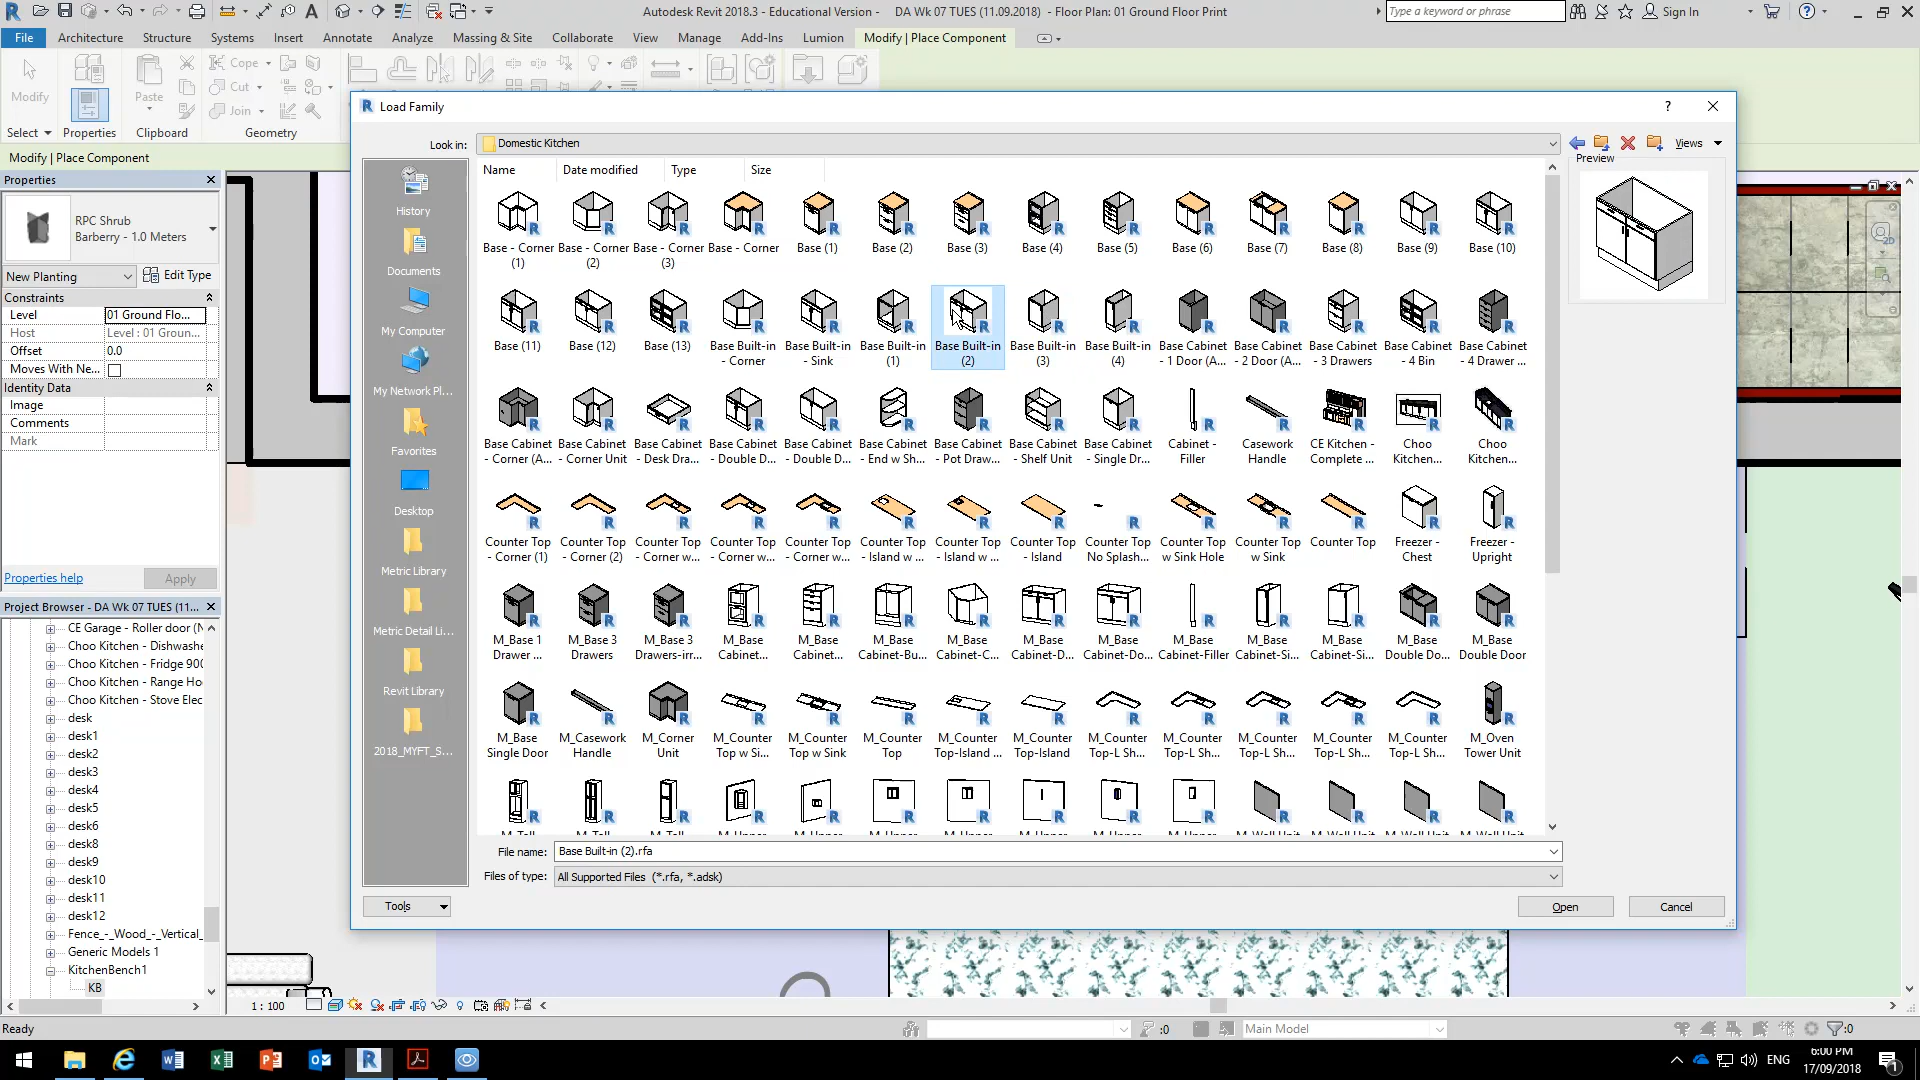 Autodesk Revit 2018.3 - Educational Version - DA Wk 07 TUES (11.09.2018) - Floor Plan: 01 Ground Floor Print
Type a keyword or phrase
Sign In
File Architecture Structure Systems Insert Annotate Analyze Massing & Site Collaborate View Manage Add-Ins Lumion Modify | Place Component
Modify
Paste
Cope
Cut
Join
Select Properties Clipboard Geometry
Modify | Place Component
Properties
RPC Shrub
Barberry - 1.0 Meters
New Planting Edit Type
Constraints
Level 01 Ground Flo...
Host Level : 01 Groun...
Offset 0.0
Moves With Ne...
Identity Data
Image
Comments
Mark
Properties help Apply
Project Browser - DA Wk 07 TUES (11...
CE Garage - Roller door (N
Choo Kitchen - Dishwashe
Choo Kitchen - Fridge 900
Choo Kitchen - Range Ho
Choo Kitchen - Stove Elec
desk
desk1
desk2
desk3
desk4
desk5
desk6
desk8
desk9
desk10
desk11
desk12
Fence_-_Wood_-_Vertical_
Generic Models 1
KitchenBench1
KB
Load Family
Look in: Domestic Kitchen
Views
Preview
History
Documents
My Computer
My Network Pl...
Favorites
Desktop
Metric Library
Metric Detail Li...
Revit Library
2018_MYFT_S...
Name Date modified Type Size
Base - Corner (1) Base - Corner (2) Base - Corner (3) Base - Corner Base (1) Base (2) Base (3) Base (4) Base (5) Base (6) Base (7) Base (8) Base (9) Base (10)
Base (11) Base (12) Base (13) Base Built-in - Corner Base Built-in - Sink Base Built-in (1) Base Built-in (2) Base Built-in (3) Base Built-in (4) Base Cabinet - 1 Door (A... Base Cabinet - 2 Door (A... Base Cabinet - 3 Drawers Base Cabinet - 4 Bin Base Cabinet - 4 Drawer ...
Base Cabinet - Corner (A... Base Cabinet - Corner Unit Base Cabinet - Desk Dra... Base Cabinet - Double D... Base Cabinet - Double D... Base Cabinet - End w Sh... Base Cabinet - Pot Draw... Base Cabinet - Shelf Unit Base Cabinet - Single Dr... Cabinet - Filler Casework Handle CE Kitchen - Complete ... Choo Kitchen... Choo Kitchen...
Counter Top - Corner (1) Counter Top - Corner (2) Counter Top - Corner w... Counter Top - Corner w... Counter Top - Corner w... Counter Top - Island w ... Counter Top - Island w ... Counter Top - Island Counter Top No Splash... Counter Top w Sink Hole Counter Top w Sink Counter Top Freezer - Chest Freezer - Upright
M_Base 1 Drawer ... M_Base 3 Drawers M_Base 3 Drawers-irr... M_Base Cabinet... M_Base Cabinet... M_Base Cabinet-Bu... M_Base Cabinet-C... M_Base Cabinet-D... M_Base Cabinet-Do... M_Base Cabinet-Filler M_Base Cabinet-Si... M_Base Cabinet-Si... M_Base Double Do... M_Base Double Door
M_Base Single Door M_Casework Handle M_Corner Unit M_Counter Top w Si... M_Counter Top w Sink M_Counter Top M_Counter Top-Island ... M_Counter Top-Island M_Counter Top-L Sh... M_Counter Top-L Sh... M_Counter Top-L Sh... M_Counter Top-L Sh... M_Counter Top-L Sh... M_Oven Tower Unit
File name: Base Built-in (2).rfa
Files of type: All Supported Files (*.rfa, *.adsk)
Tools Open Cancel
1 : 100
Ready :0 Main Model :0
ENG
6:00 PM
17/09/2018